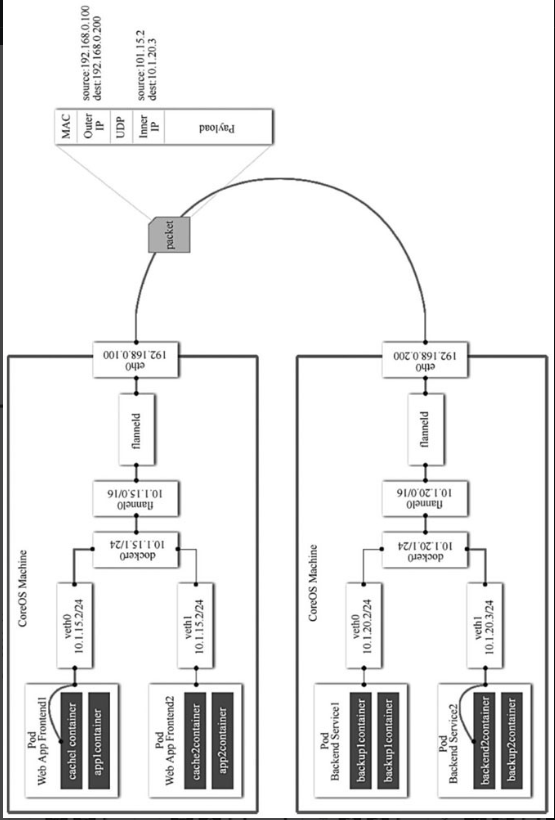 MAC
Outer
IP
UDP
Inner
IP
Payload
source:192.168.0.100
dest:192.168.0.200
source:101.15.2
dest:10.1.20.3
packet
CoreOS Machine
Pod
Web App Frontend1
cache1 container
app1container
Pod
Web App Frontend2
cache2container
app2container
veth0
10.1.15.2/24
veth1
10.1.15.2/24
docker0
10.1.15.1/24
flannel0
10.1.15.0/16
flanneld
eth0
192.168.0.100
CoreOS Machine
Pod
Backend Service1
backup1container
backup1container
Pod
Backend Service2
backend2container
backup2container
veth0
10.1.20.2/24
veth1
10.1.20.3/24
docker0
10.1.20.1/24
flannel0
10.1.20.0/16
flanneld
eth0
192.168.0.200